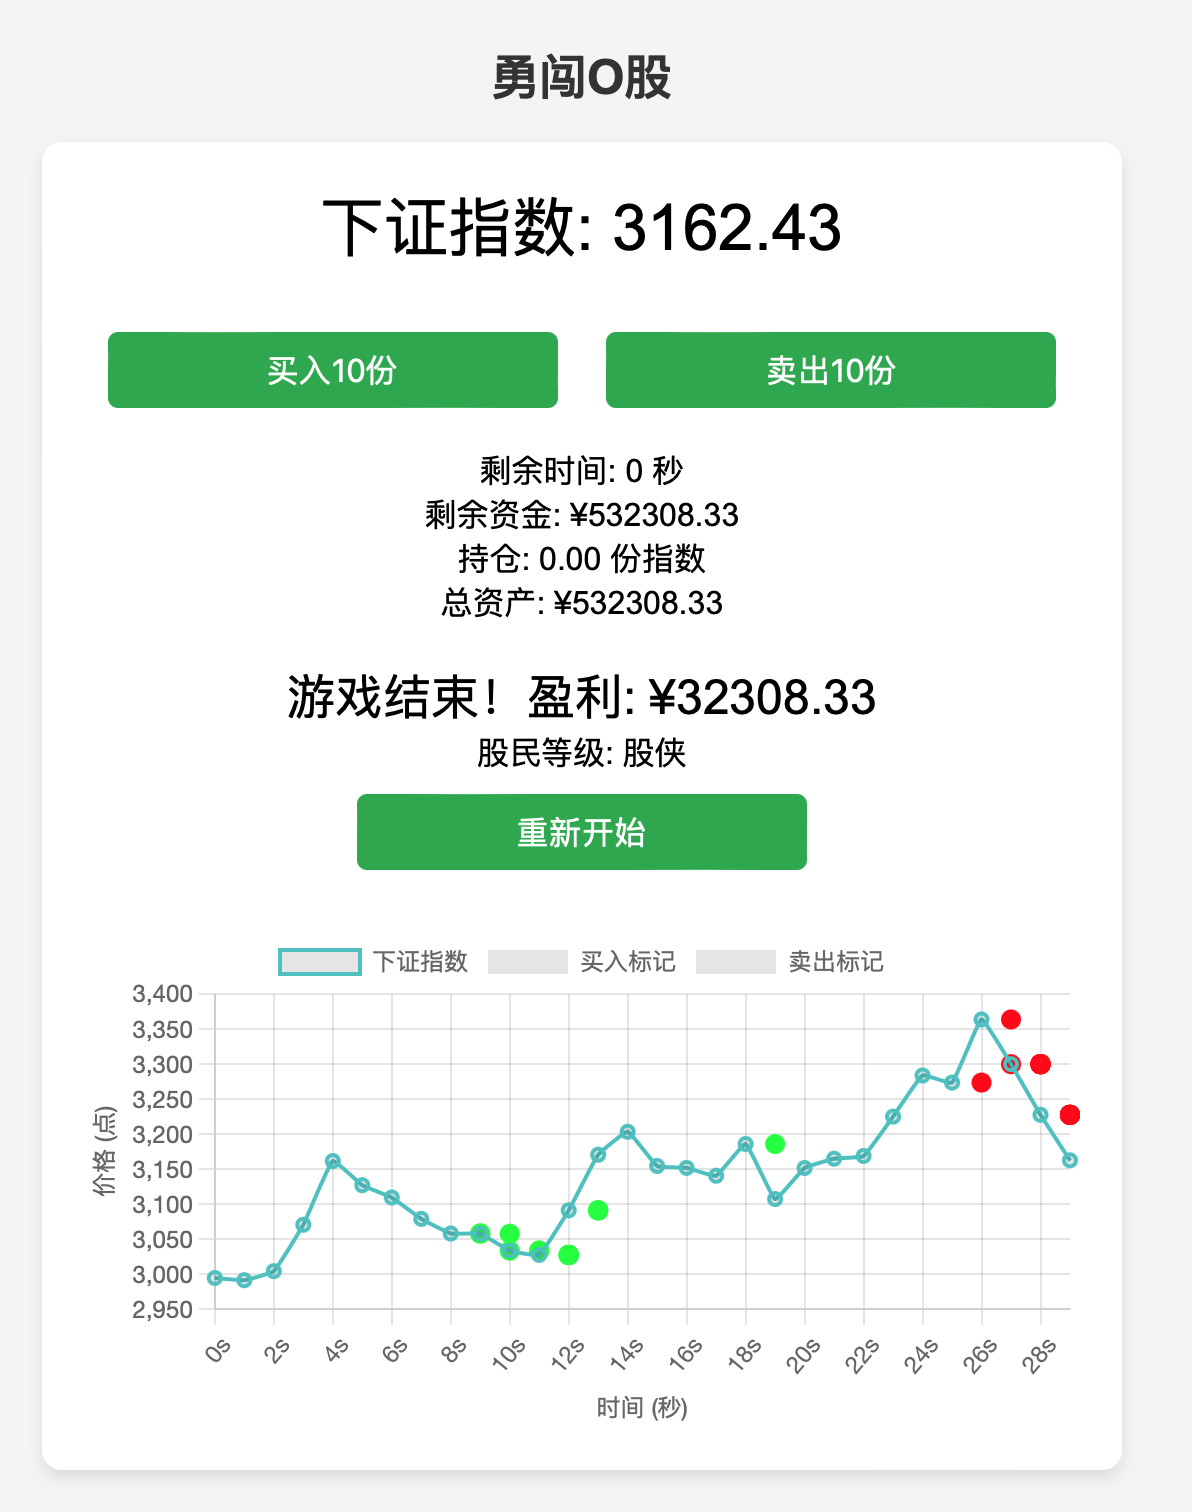 勇闯O股
下证指数: 3162.43
买入10份
卖出10份
剩余时间: 0 秒
剩余资金: ¥532308.33
持仓: 0.00 份指数
总资产: ¥532308.33
游戏结束！盈利: ¥32308.33
股民等级: 股侠
重新开始
下证指数 买入标记 卖出标记
3,400
3,350
3,300
3,250
3,200
3,150
3,100
3,050
3,000
2,950
价格 (点)
0s 2s 4s 6s 8s 10s 12s 14s 16s 18s 20s 22s 24s 26s 28s
时间 (秒)